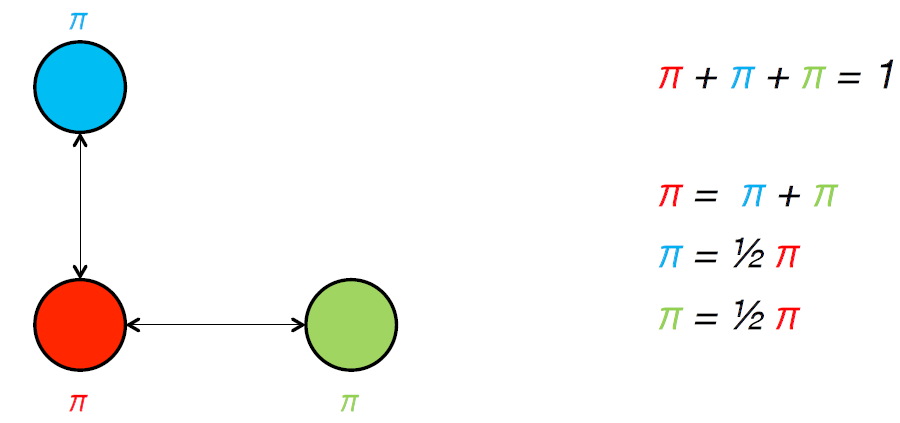 π
π + π + π = 1
π = π + π
π = ½ π
π = ½ π
π
π